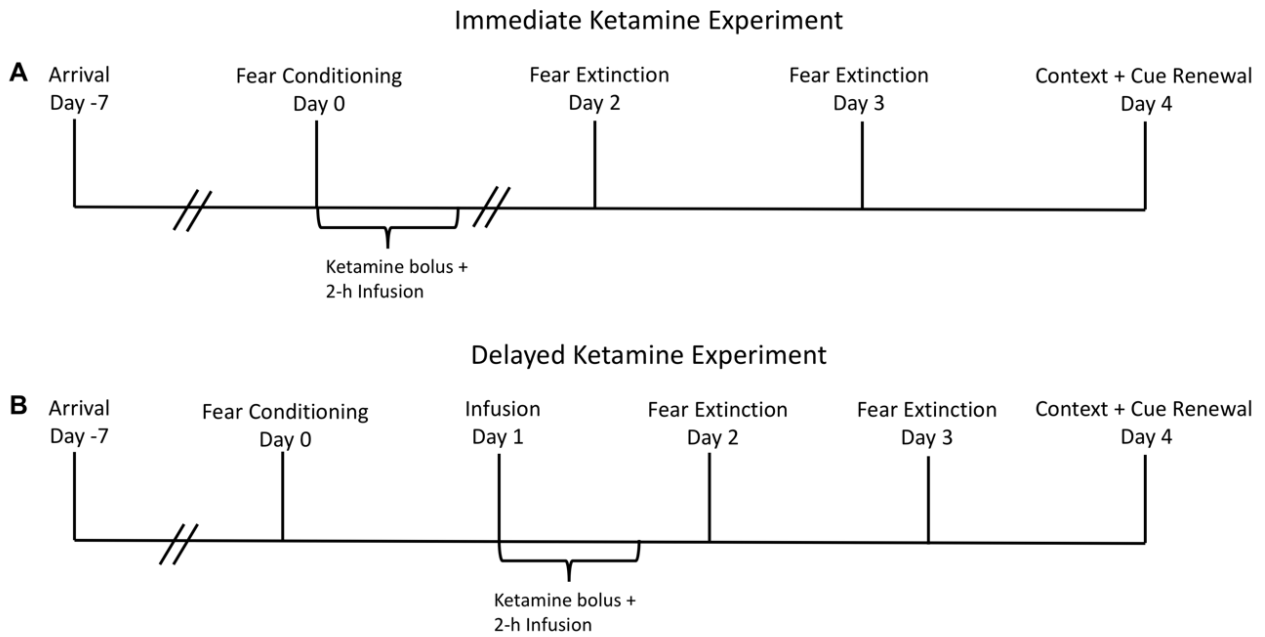 Immediate Ketamine Experiment
A
Arrival
Day -7
Fear Conditioning
Day 0
Fear Extinction
Day 2
Fear Extinction
Day 3
Context + Cue Renewal
Day 4
Ketamine bolus +
2-h Infusion
Delayed Ketamine Experiment
B
Arrival
Day -7
Fear Conditioning
Day 0
Infusion
Day 1
Fear Extinction
Day 2
Fear Extinction
Day 3
Context + Cue Renewal
Day 4
Ketamine bolus +
2-h Infusion